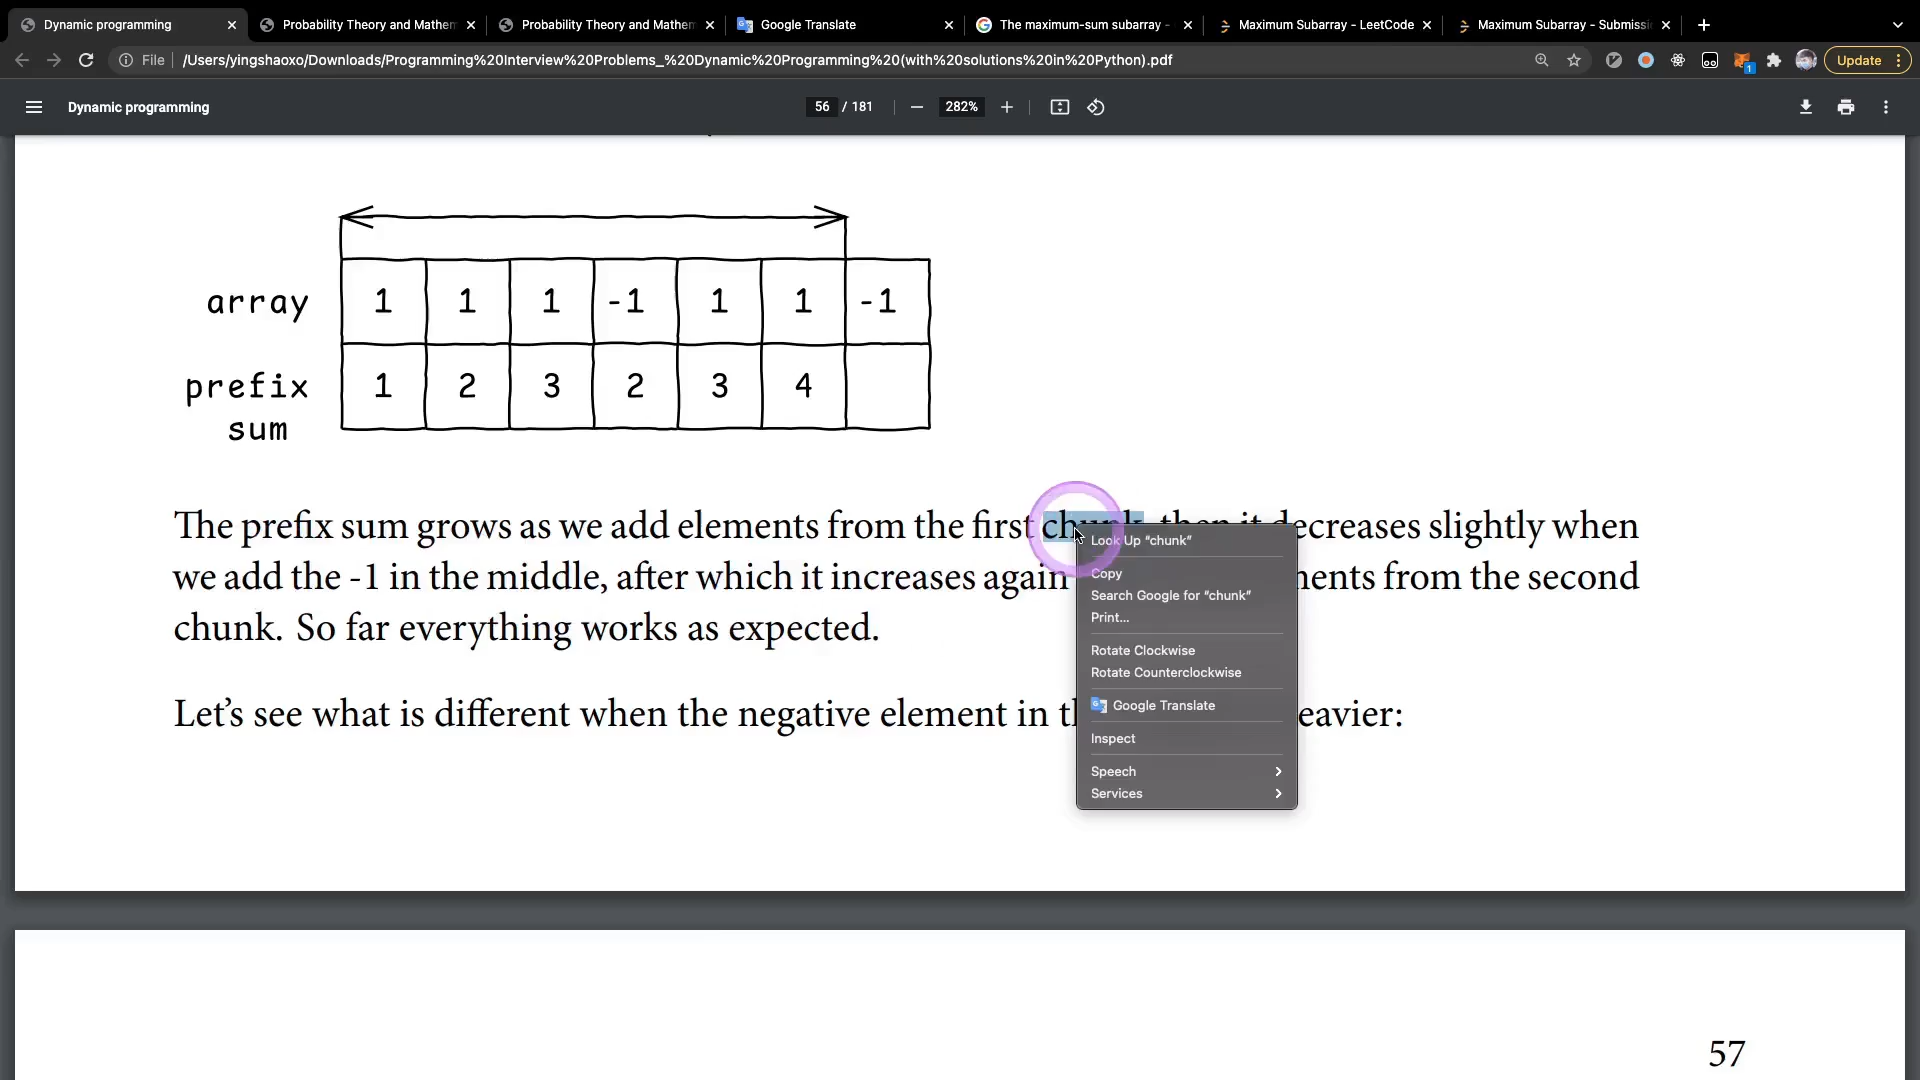 Dynamic programming
Probability Theory and Mathem
Probability Theory and Mathem
Google Translate
The maximum-sum subarray -
Maximum Subarray - LeetCode
Maximum Subarray - Submissi
File
/Users/yingshaoxo/Downloads/Programming%20Interview%20Problems_%20Dynamic%20Programming%20(with%20solutions%20in%20Python).pdf
1
Update
Dynamic programming
56 / 181
282%
array 1 1 1 -1 1 1 -1
prefix sum 1 2 3 2 3 4
The prefix sum grows as we add elements from the first chunk, then it decreases slightly when
we add the -1 in the middle, after which it increases again ents from the second
chunk. So far everything works as expected.
Let's see what is different when the negative element in eavier:
Look Up “chunk”
Copy
Search Google for “chunk”
Print...
Rotate Clockwise
Rotate Counterclockwise
Google Translate
Inspect
Speech
Services
57